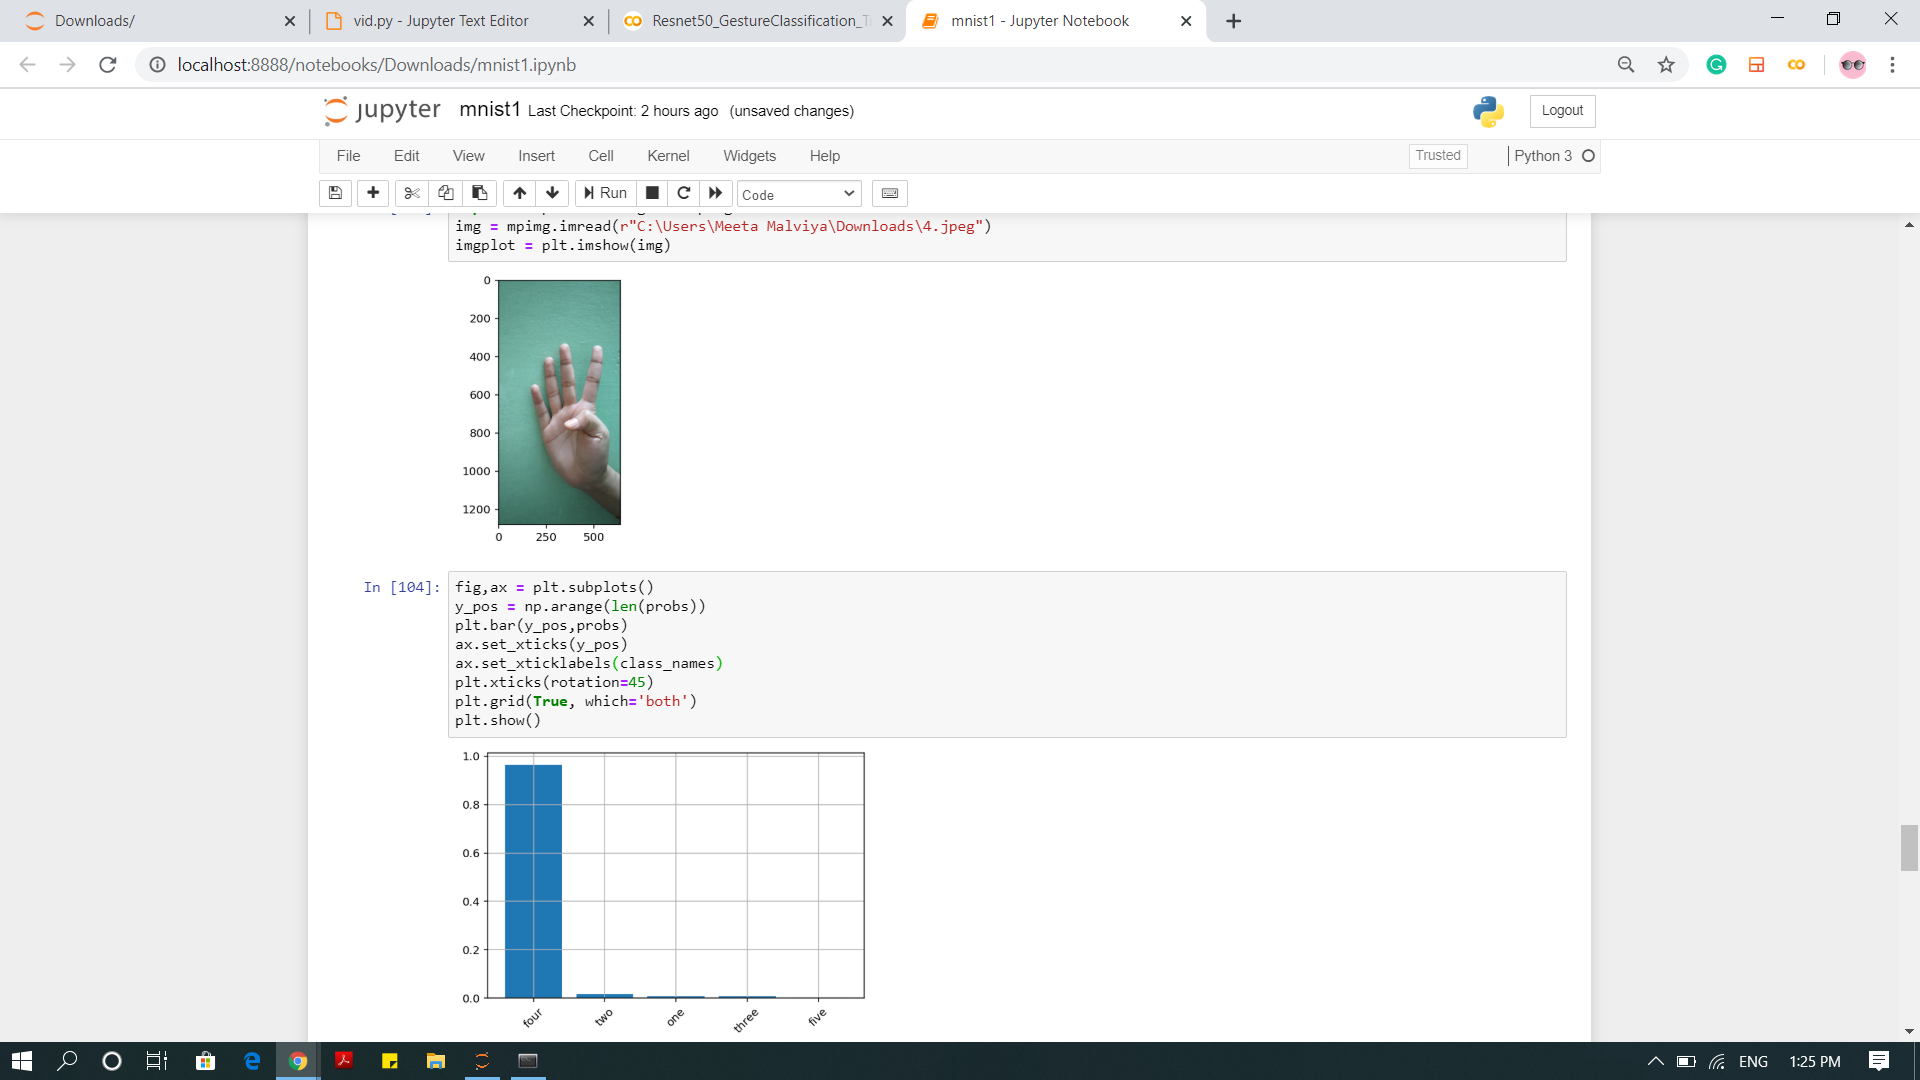 Downloads/
vid.py - Jupyter Text Editor
Resnet50_GestureClassification_T
mnist1 - Jupyter Notebook
localhost:8888/notebooks/Downloads/mnist1.ipynb
jupyter mnist1 Last Checkpoint: 2 hours ago (unsaved changes)
Logout
File Edit View Insert Cell Kernel Widgets Help
Trusted
Python 3
Run
Code
img = mpimg.imread(r"C:\Users\Meeta Malviya\Downloads\4.jpeg")
imgplot = plt.imshow(img)
0
200
400
600
800
1000
1200
0 250 500
In [104]:
fig,ax = plt.subplots()
y_pos = np.arange(len(probs))
plt.bar(y_pos,probs)
ax.set_xticks(y_pos)
ax.set_xticklabels(class_names)
plt.xticks(rotation=45)
plt.grid(True, which='both')
plt.show()
1.0
0.8
0.6
0.4
0.2
0.0
four two one three five
ENG 1:25 PM